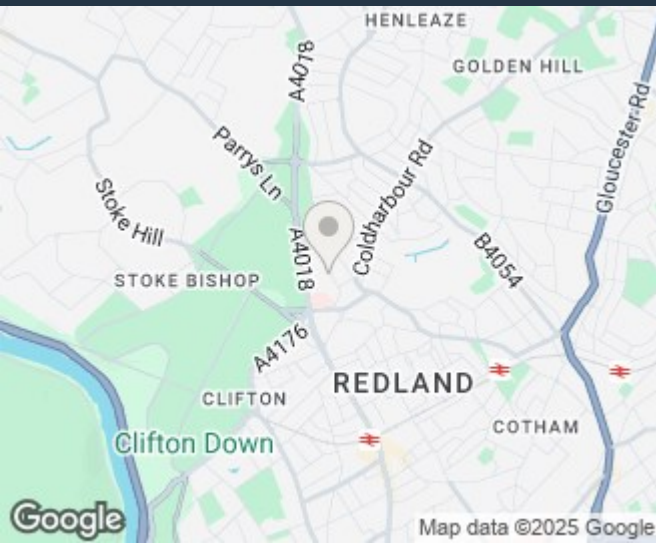 HENLEAZE
A4018
GOLDEN HILL
Gloucester Rd
Parrys Ln
Coldharbour Rd
Stoke Hill
A4018
B4054
STOKE BISHOP
A4176
REDLAND
CLIFTON
COTHAM
Clifton Down
Google
Map data ©2025 Google